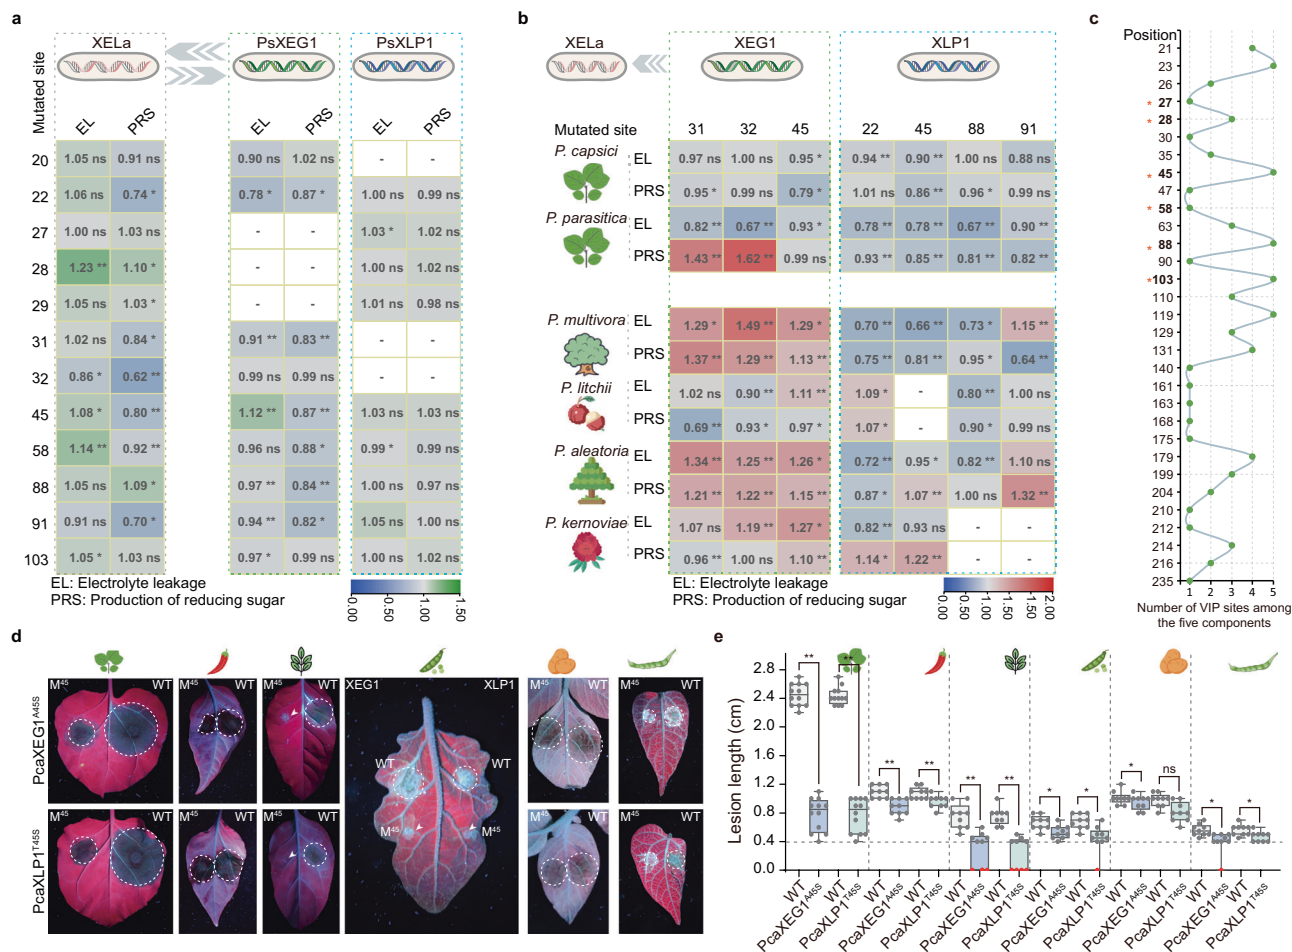 a
XELa PsXEG1 PsXLP1
Mutated site
EL PRS EL PRS EL PRS
20 1.05 ns 0.91 ns 0.90 ns 1.02 ns - -
22 1.06 ns 0.74 * 0.78 * 0.87 * 1.00 ns 0.99 ns
27 1.00 ns 1.03 ns - - 1.03 * 1.02 ns
28 1.23 ** 1.10 * - - 1.00 ns 1.02 ns
29 1.05 ns 1.03 * - - 1.01 ns 0.98 ns
31 1.02 ns 0.84 * 0.91 ** 0.83 ** - -
32 0.86 * 0.62 ** 0.99 ns 0.99 ns - -
45 1.08 * 0.80 ** 1.12 ** 0.87 ** 1.03 ns 1.03 ns
58 1.14 ** 0.92 ** 0.96 ns 0.88 * 0.99 * 0.99 ns
88 1.05 ns 1.09 * 0.97 ** 0.84 ** 1.00 ns 0.97 ns
91 0.91 ns 0.70 * 0.94 ** 0.82 * 1.05 ns 1.00 ns
103 1.05 * 1.03 ns 0.97 * 0.99 ns 1.00 ns 1.02 ns
EL: Electrolyte leakage
PRS: Production of reducing sugar
0.00 0.50 1.00 1.50
b
XELa XEG1 XLP1
Mutated site 31 32 45 22 45 88 91
P. capsici EL 0.97 ns 1.00 ns 0.95 * 0.94 ** 0.90 ** 1.00 ns 0.88 ns
PRS 0.95 * 0.99 ns 0.79 * 1.01 ns 0.86 ** 0.96 * 0.99 ns
P. parasitica EL 0.82 ** 0.67 ** 0.93 * 0.78 ** 0.78 ** 0.67 ** 0.90 **
PRS 1.43 ** 1.62 ** 0.99 ns 0.93 ** 0.85 ** 0.81 ** 0.82 **
P. multivora EL 1.29 * 1.49 ** 1.29 * 0.70 ** 0.66 ** 0.73 * 1.15 **
PRS 1.37 ** 1.29 ** 1.13 ** 0.75 ** 0.81 ** 0.95 * 0.64 **
P. litchii EL 1.02 ns 0.90 ** 1.11 ** 1.09 * - 0.80 ** 1.00 ns
PRS 0.69 ** 0.93 * 0.97 * 1.07 * - 0.90 * 0.99 ns
P. aleatoria EL 1.34 ** 1.25 ** 1.26 * 0.72 ** 0.95 * 0.82 ** 1.10 ns
PRS 1.21 ** 1.22 ** 1.15 ** 0.87 * 1.07 ** 1.00 ns 1.32 **
P. kernoviae EL 1.07 ns 1.19 ** 1.27 * 0.82 ** 0.93 ns - -
PRS 0.96 ** 1.00 ns 1.10 ** 1.14 * 1.22 ** - -
EL: Electrolyte leakage
PRS: Production of reducing sugar
0.00 0.50 1.00 1.50 2.00
c
Position
21
23
26
* 27
* 28
30
35
* 45
47
* 58
63
* 88
90
* 103
110
119
129
131
140
161
163
168
175
179
199
204
210
212
214
216
235
1 2 3 4 5
Number of VIP sites among
the five components
d
PcaXEG1A45S
M45 WT M45 WT M45 WT XEG1 XLP1 M45 WT M45 WT
WT WT
M45 M45
PcaXLP1T45S
M45 WT M45 WT M45 WT M45 WT M45 WT
e
Lesion length (cm)
2.8
2.4
2.0
1.6
1.2
0.8
0.4
0.0
** ** ** ** ** ** * * * ns * *
WT PcaXEG1A45S WT PcaXLP1T45S WT PcaXEG1A45S WT PcaXLP1T45S WT PcaXEG1A45S WT PcaXLP1T45S WT PcaXEG1A45S WT PcaXLP1T45S WT PcaXEG1A45S WT PcaXLP1T45S WT PcaXEG1A45S WT PcaXLP1T45S